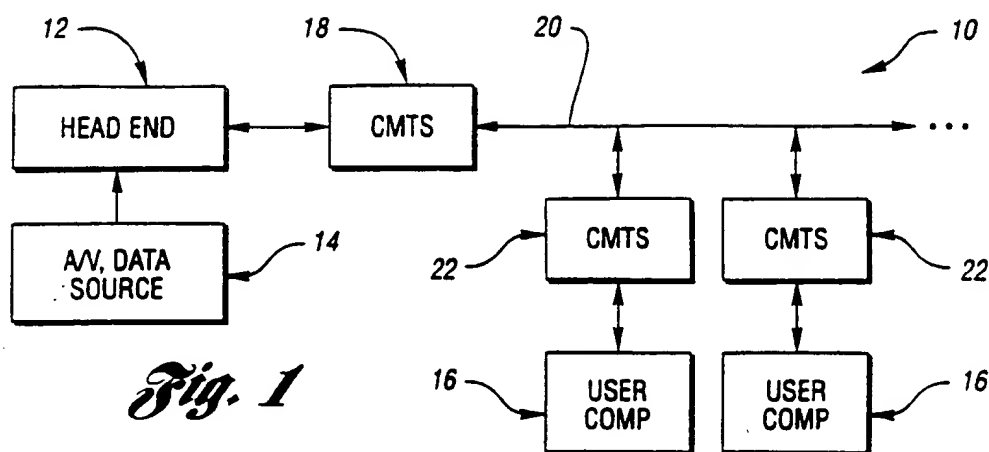 12
18
20
10
HEAD END
CMTS
...
A/V, DATA
SOURCE
14
CMTS
22
CMTS
22
16
USER
COMP
USER
COMP
16
Fig. 1